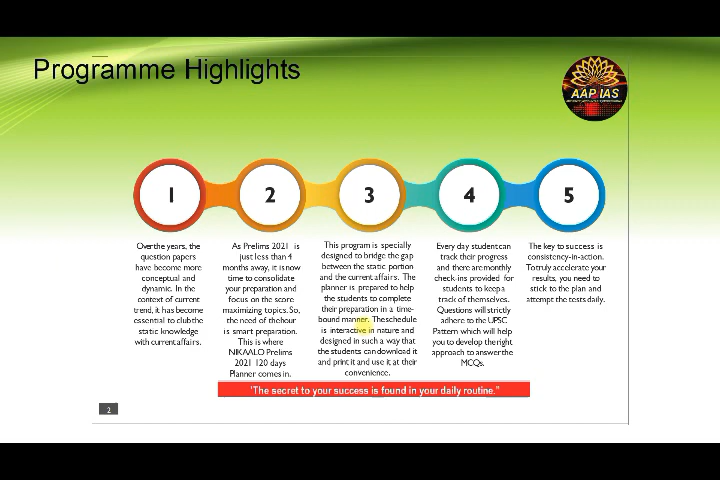 Programme Highlights
AAP IAS
1
2
3
4
5
Over the years, the
question papers
have become more
conceptual and
dynamic. In the
context of current
trend, it has become
essential to club the
static knowledge
with current affairs.
As Prelims 2021 is
just less than 4
months away, it is now
time to consolidate
your preparation and
focus on the score
maximizing topics. So,
the need of the hour
is smart preparation.
This is where
NIKAALO Prelims
2021 120 days
Planner comes in.
This program is specially
designed to bridge the gap
between the static portion
and the current affairs. The
planner is prepared to help
the students to complete
their preparation in a time-
bound manner. The schedule
is interactive in nature and
designed in such a way that
the students can download it
and print it and use it at their
convenience.
Every day student can
track their progress
and there are monthly
check-ins provided for
students to keep a
track of themselves.
Questions will strictly
adhere to the UPSC
Pattern which will help
you to develop the right
approach to answer the
MCQs.
The key to success is
consistency-in-action.
To truly accelerate your
results, you need to
stick to the plan and
attempt the tests daily.
"The secret to your success is found in your daily routine."
2